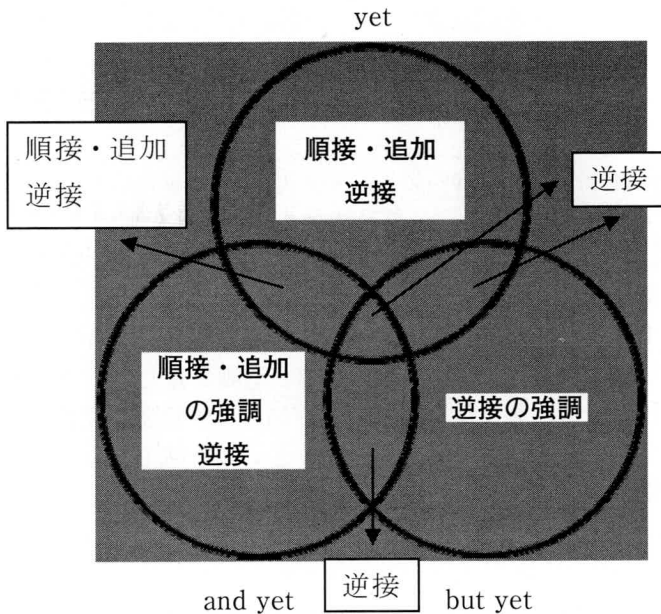 yet
順接・追加
逆接
順接・追加
逆接
逆接
順接・追加
の強調
逆接
逆接の強調
逆接
and yet
but yet